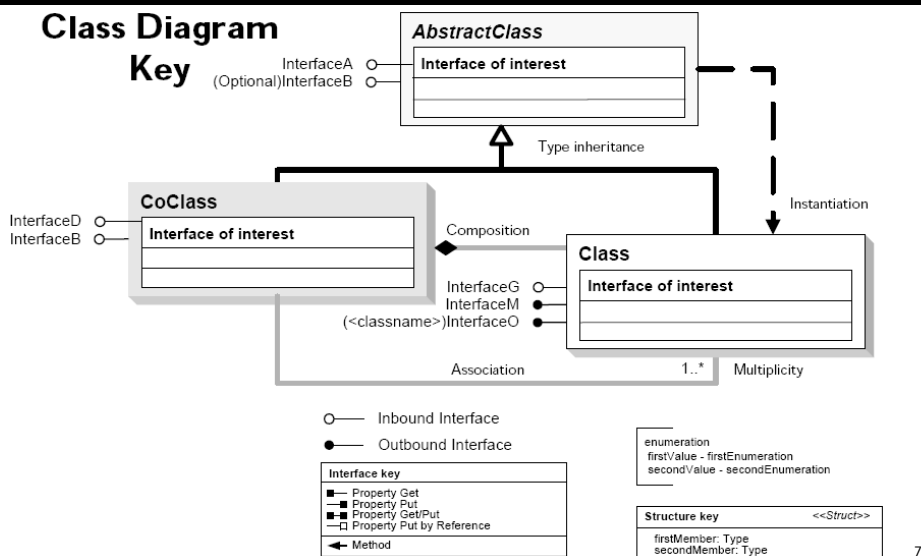 Class Diagram
Key
AbstractClass
InterfaceA
(Optional)InterfaceB
Interface of interest
Type inheritance
CoClass
InterfaceD
InterfaceB
Interface of interest
Instantiation
Composition
Class
InterfaceG
InterfaceM
(<classname>)InterfaceO
Interface of interest
Association
1..*
Multiplicity
Inbound Interface
Outbound Interface
Interface key
Property Get
Property Put
Property Get/Put
Property Put by Reference
Method
enumeration
firstValue - firstEnumeration
secondValue - secondEnumeration
Structure key <<Struct>>
firstMember: Type
secondMember: Type
7